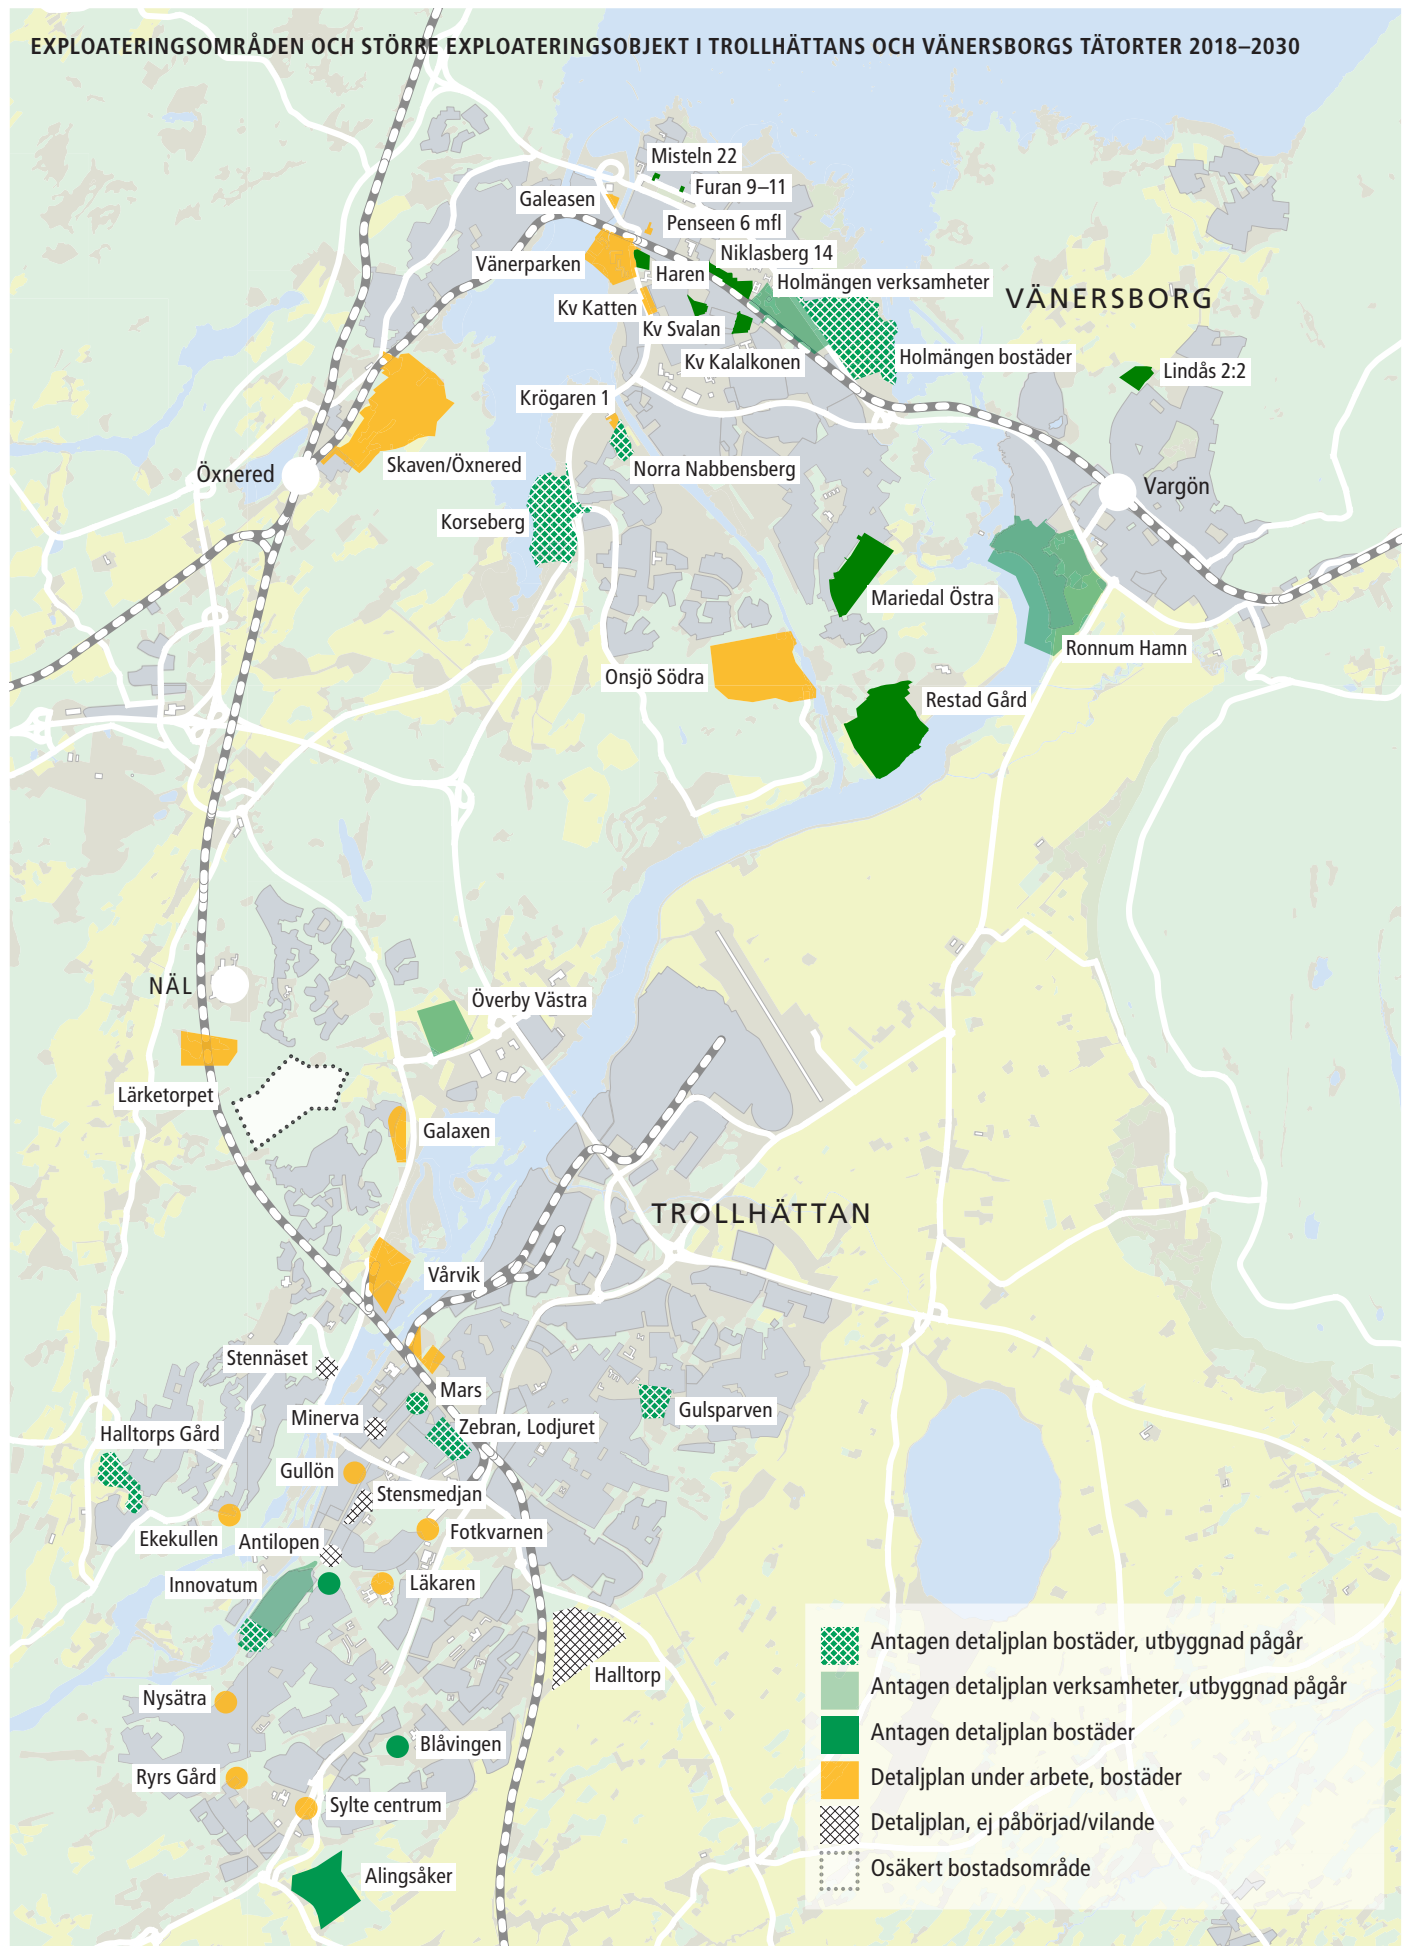 EXPLOATERINGSOMRÅDEN OCH STÖRRE EXPLOATERINGSOBJEKT I TROLLHÄTTANS OCH VÄNERSBORGS TÄTORTER 2018–2030
Misteln 22
Furan 9–11
Galeasen
Penseen 6 mfl
Niklasberg 14
Vänerparken
Haren
Holmängen verksamheter
VÄNERSBORG
Kv Katten
Kv Svalan
Holmängen bostäder
Kv Kalalkonen
Lindås 2:2
Krögaren 1
Skaven/Öxnered
Norra Nabbensberg
Öxnered
Vargön
Korseberg
Mariedal Östra
Ronnum Hamn
Onsjö Södra
Restad Gård
NÄL
Överby Västra
Lärketorpet
Galaxen
TROLLHÄTTAN
Vårvik
Stennäset
Mars
Minerva
Gulsparven
Zebran, Lodjuret
Halltorps Gård
Gullön
Stensmedjan
Fotkvarnen
Ekekullen
Antilopen
Innovatum
Läkaren
Halltorp
Nysätra
Blåvingen
Ryrs Gård
Sylte centrum
Alingsåker
Antagen detaljplan bostäder, utbyggnad pågår
Antagen detaljplan verksamheter, utbyggnad pågår
Antagen detaljplan bostäder
Detaljplan under arbete, bostäder
Detaljplan, ej påbörjad/vilande
Osäkert bostadsområde